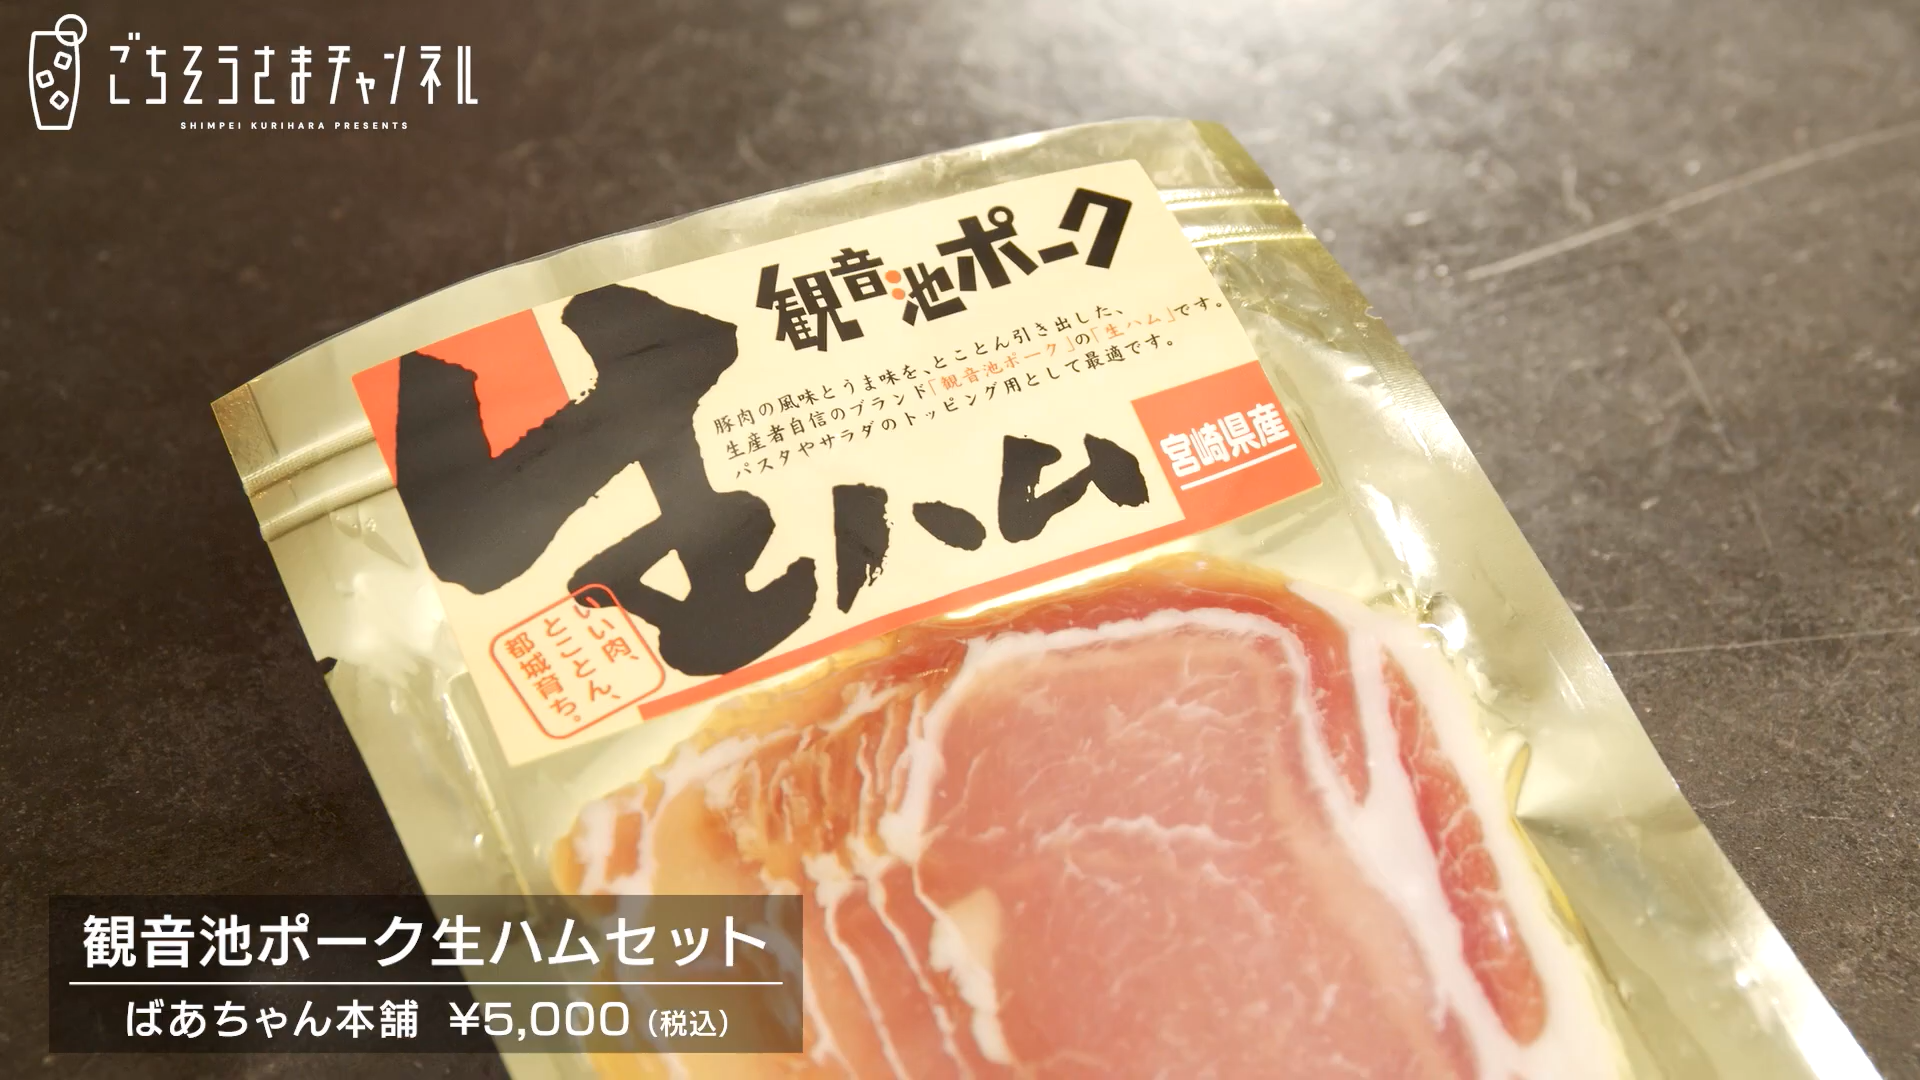 ごちそうさまチャンネル
SHIMPEI KURIHARA PRESENTS
観音池ポーク
豚肉の風味とうま味を、とことん引き出した、
生産者自信のブランド「観音池ポーク」の「生ハム」です。
パスタやサラダのトッピング用として最適です。
生ハム
宮崎県産
いい肉、
とことん、
都城育ち。
観音池ポーク生ハムセット
ばあちゃん本舗 ¥5,000（税込）